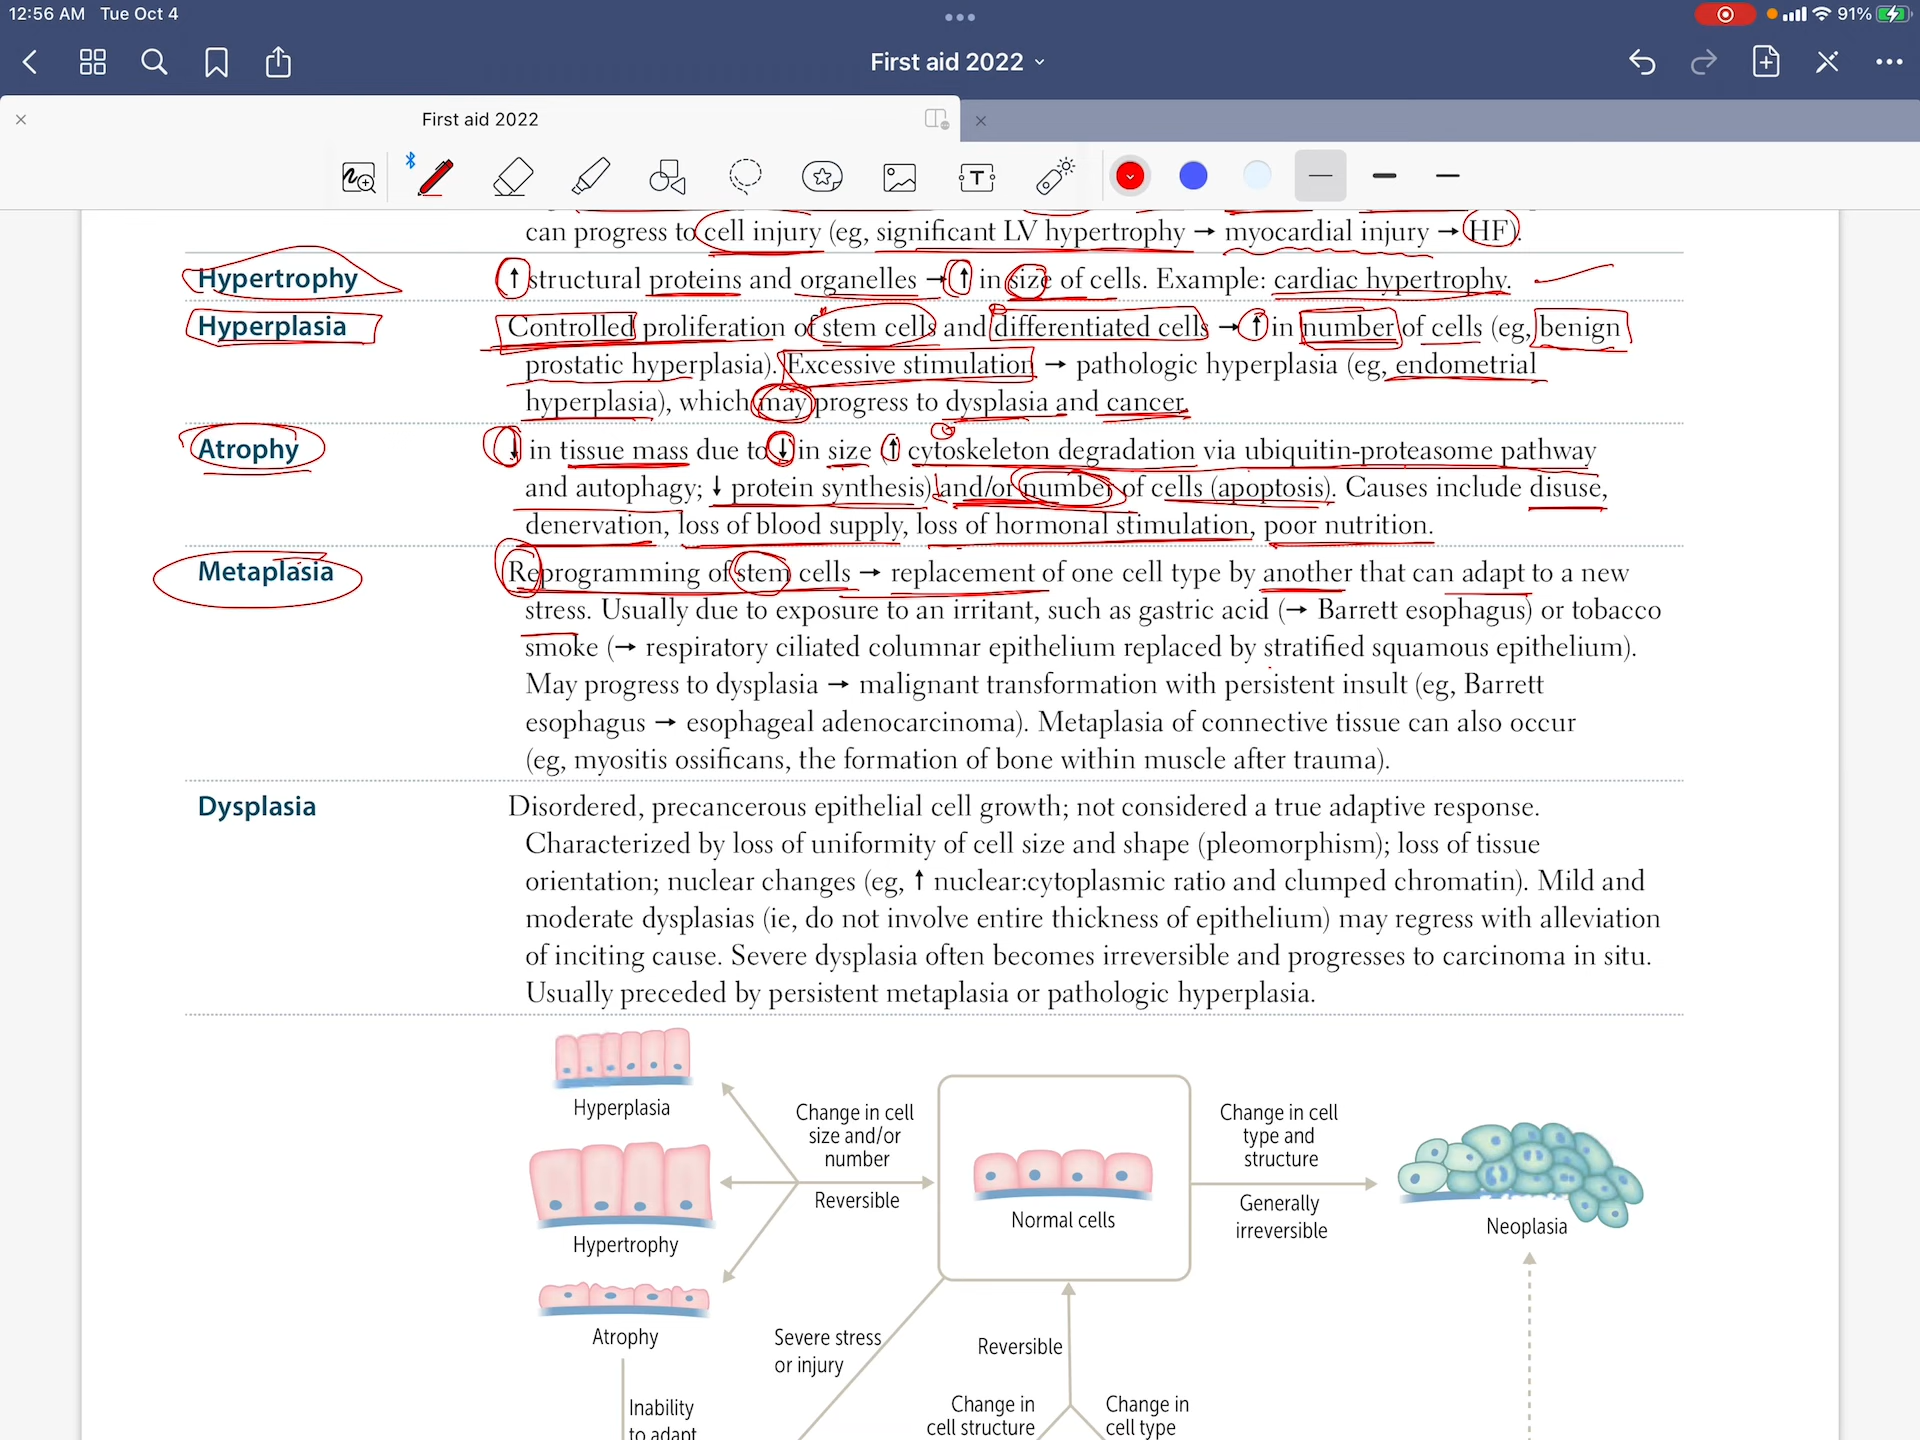 12:56 AM Tue Oct 4
91%
First aid 2022
First aid 2022
can progress to cell injury (eg, significant LV hypertrophy → myocardial injury → HF).
Hypertrophy
↑ structural proteins and organelles → ↑ in size of cells. Example: cardiac hypertrophy.
Hyperplasia
Controlled proliferation of stem cells and differentiated cells → ↑ in number of cells (eg, benign
prostatic hyperplasia). Excessive stimulation → pathologic hyperplasia (eg, endometrial
hyperplasia), which may progress to dysplasia and cancer.
Atrophy
↓ in tissue mass due to ↓ in size (↑ cytoskeleton degradation via ubiquitin-proteasome pathway
and autophagy; ↓ protein synthesis) and/or number of cells (apoptosis). Causes include disuse,
denervation, loss of blood supply, loss of hormonal stimulation, poor nutrition.
Metaplasia
Reprogramming of stem cells → replacement of one cell type by another that can adapt to a new
stress. Usually due to exposure to an irritant, such as gastric acid (→ Barrett esophagus) or tobacco
smoke (→ respiratory ciliated columnar epithelium replaced by stratified squamous epithelium).
May progress to dysplasia → malignant transformation with persistent insult (eg, Barrett
esophagus → esophageal adenocarcinoma). Metaplasia of connective tissue can also occur
(eg, myositis ossificans, the formation of bone within muscle after trauma).
Dysplasia
Disordered, precancerous epithelial cell growth; not considered a true adaptive response.
Characterized by loss of uniformity of cell size and shape (pleomorphism); loss of tissue
orientation; nuclear changes (eg, ↑ nuclear:cytoplasmic ratio and clumped chromatin). Mild and
moderate dysplasias (ie, do not involve entire thickness of epithelium) may regress with alleviation
of inciting cause. Severe dysplasia often becomes irreversible and progresses to carcinoma in situ.
Usually preceded by persistent metaplasia or pathologic hyperplasia.
Hyperplasia
Hypertrophy
Atrophy
Change in cell
size and/or
number
Reversible
Normal cells
Change in cell
type and
structure
Generally
irreversible
Neoplasia
Severe stress
or injury
Reversible
Inability
to adapt
Change in
cell structure
Change in
cell type